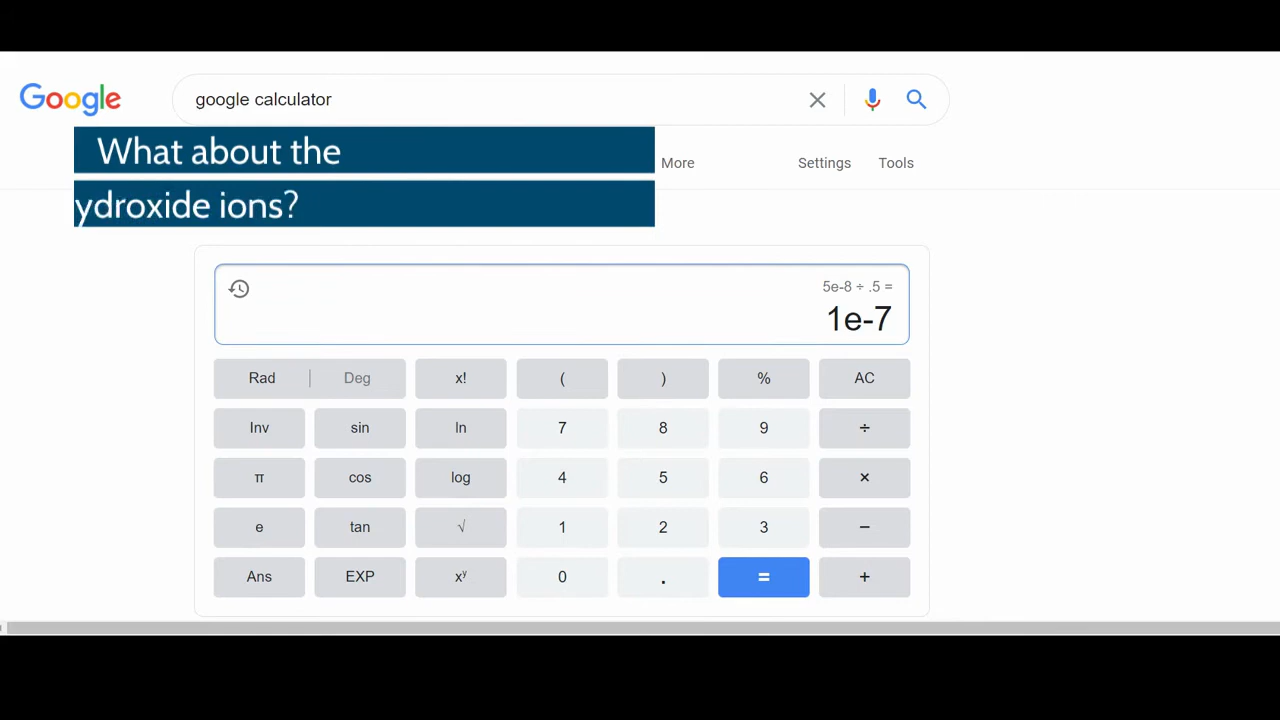 Google
google calculator
What about the
ydroxide ions?
More
Settings
Tools
5e-8 ÷ .5 =
1e-7
Rad
Deg
x!
(
)
%
AC
Inv
sin
ln
7
8
9
÷
π
cos
log
4
5
6
×
e
tan
√
1
2
3
−
Ans
EXP
xʸ
0
.
=
+